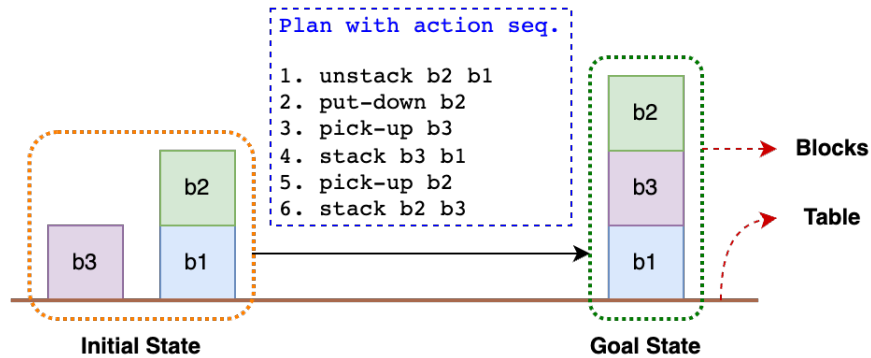 Plan with action seq.
1. unstack b2 b1
2. put-down b2
3. pick-up b3
4. stack b3 b1
5. pick-up b2
6. stack b2 b3
b2
b3
b1
b2
b3
b1
Blocks
Table
Initial State
Goal State